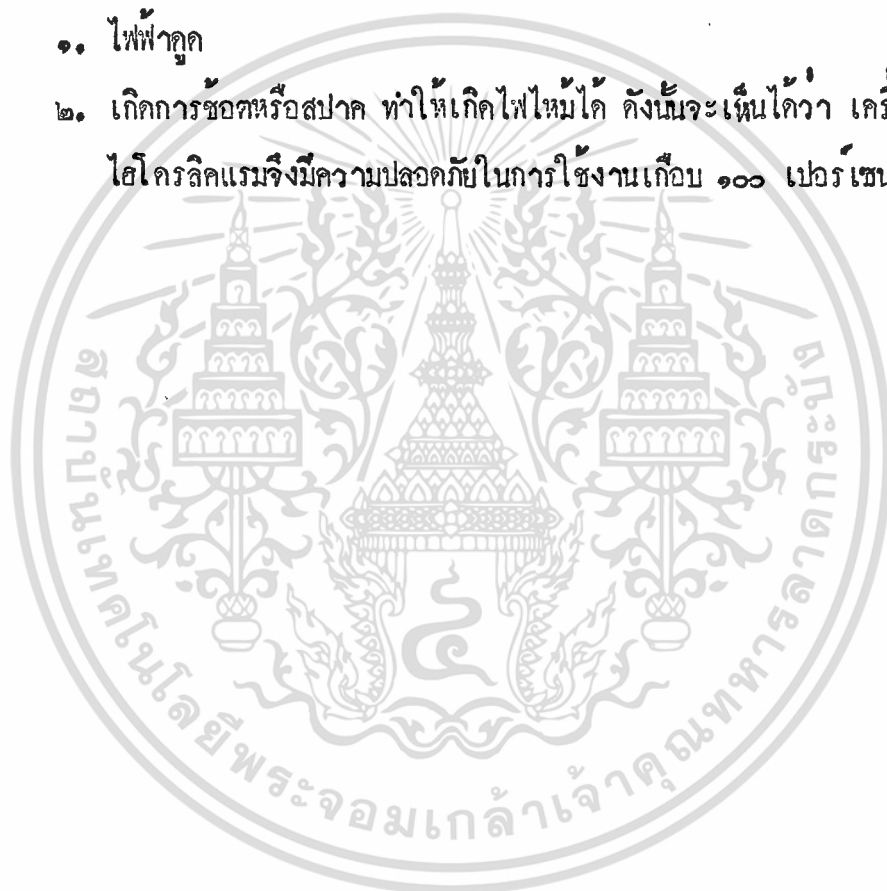 ๑. ไฟฟ้าดูด
๒. เกิดการช้อตหรือสปาค ทำให้เกิดไฟไหม้ได้ ดังนั้นจะเห็นได้ว่า
ไฮโดรลิคแรมจึงมีความปลอดภัยในการใช้งานเกือบ ๑๐๐
สถาบันเทคโนโลยีพระจอมเกล้าเจ้าคุณทหารลาดกระบัง